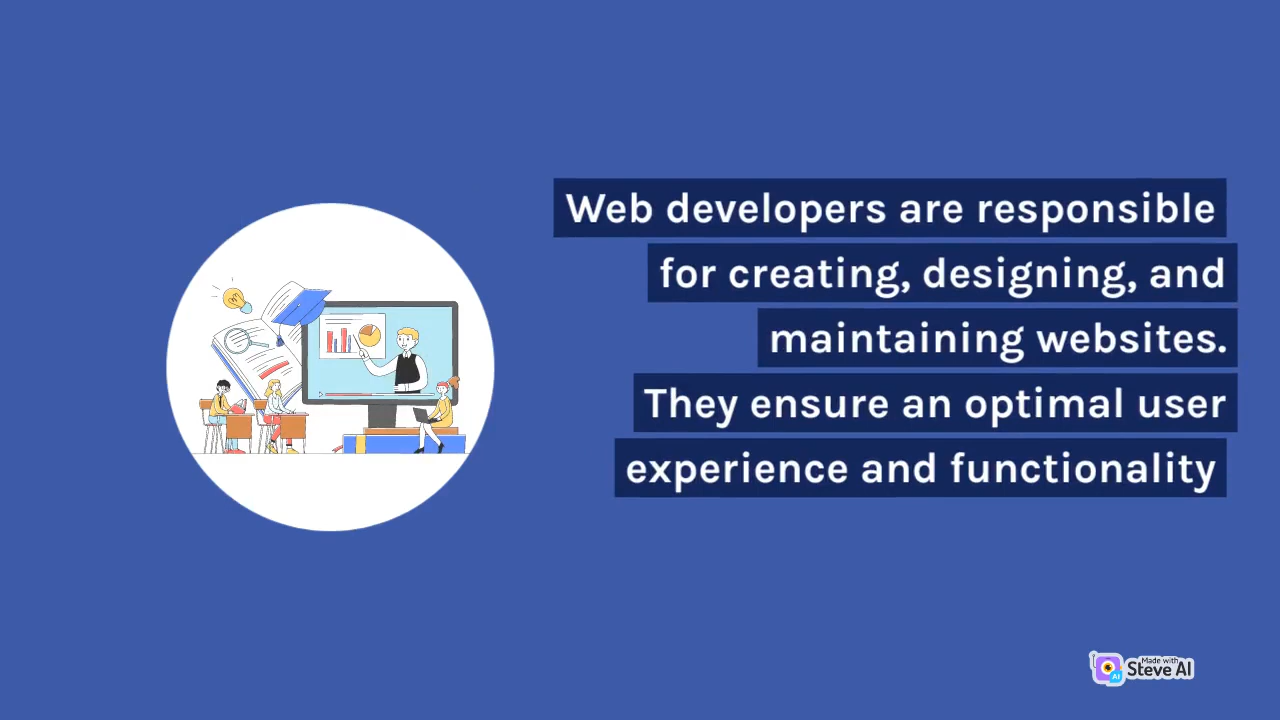 Web developers are responsible
for creating, designing, and
maintaining websites.
They ensure an optimal user
experience and functionality
Made with
Steve AI
AI